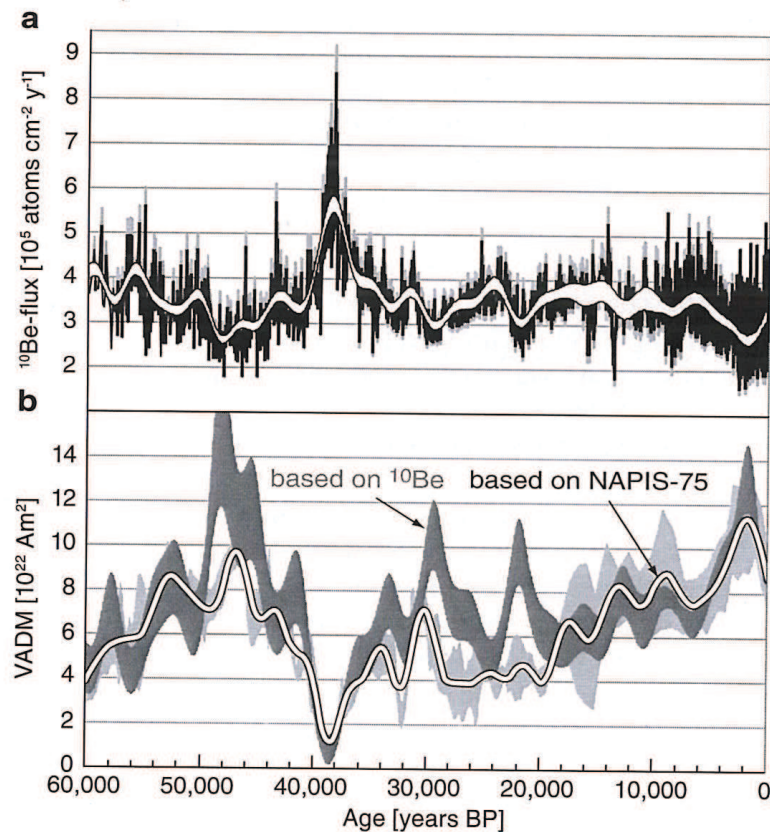 a
9
8
7
6
5
4
3
2
¹⁰Be-flux [10⁵ atoms cm⁻² y⁻¹]
b
14
12
10
8
6
4
2
0
VADM [10²² Am²]
based on ¹⁰Be
based on NAPIS-75
60,000 50,000 40,000 30,000 20,000 10,000 0
Age [years BP]